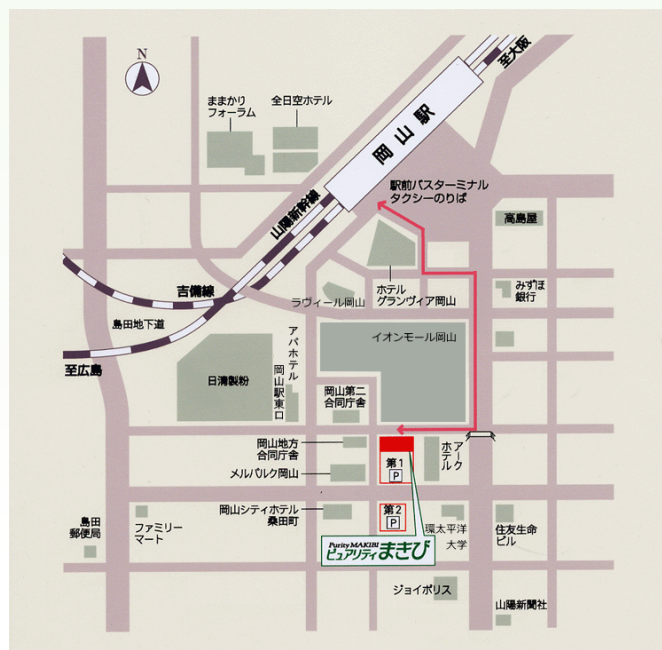 N
至大阪
ままかり
フォーラム
全日空ホテル
岡山駅
駅前バスターミナル
タクシーのりば
山陽新幹線
高島屋
吉備線
ホテル
グランヴィア岡山
みずほ
銀行
ラヴィール岡山
島田地下道
イオンモール岡山
至広島
日清製粉
アパホテル
岡山駅東口
岡山第二
合同庁舎
岡山地方
合同庁舎
アーク
ホテル
メルパルク岡山
第1
P
岡山シティホテル
桑田町
第2
P
島田
郵便局
ファミリー
マート
環太平洋
大学
住友生命
ビル
Purity MAKIBI
ピュアリティまきび
ジョイポリス
山陽新聞社